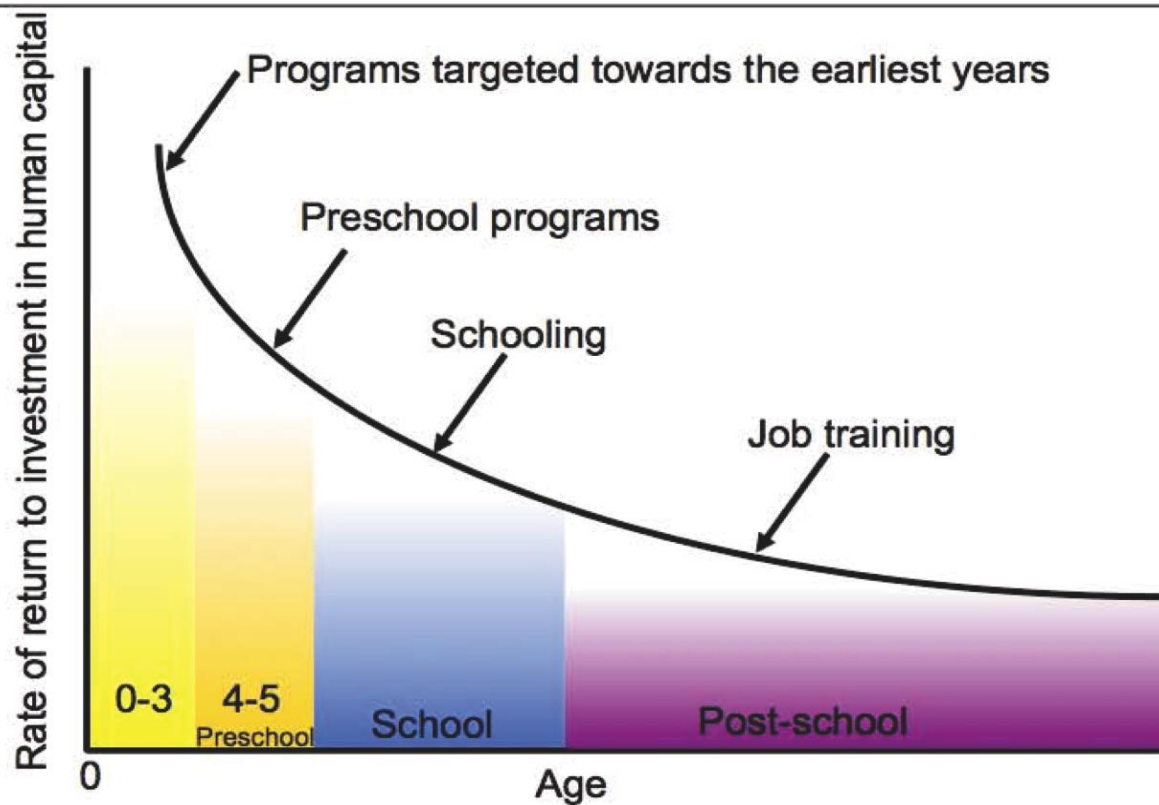 Rate of return to investment in human capital
Programs targeted towards the earliest years
Preschool programs
Schooling
Job training
0-3
4-5
Preschool
School
Post-school
0
Age